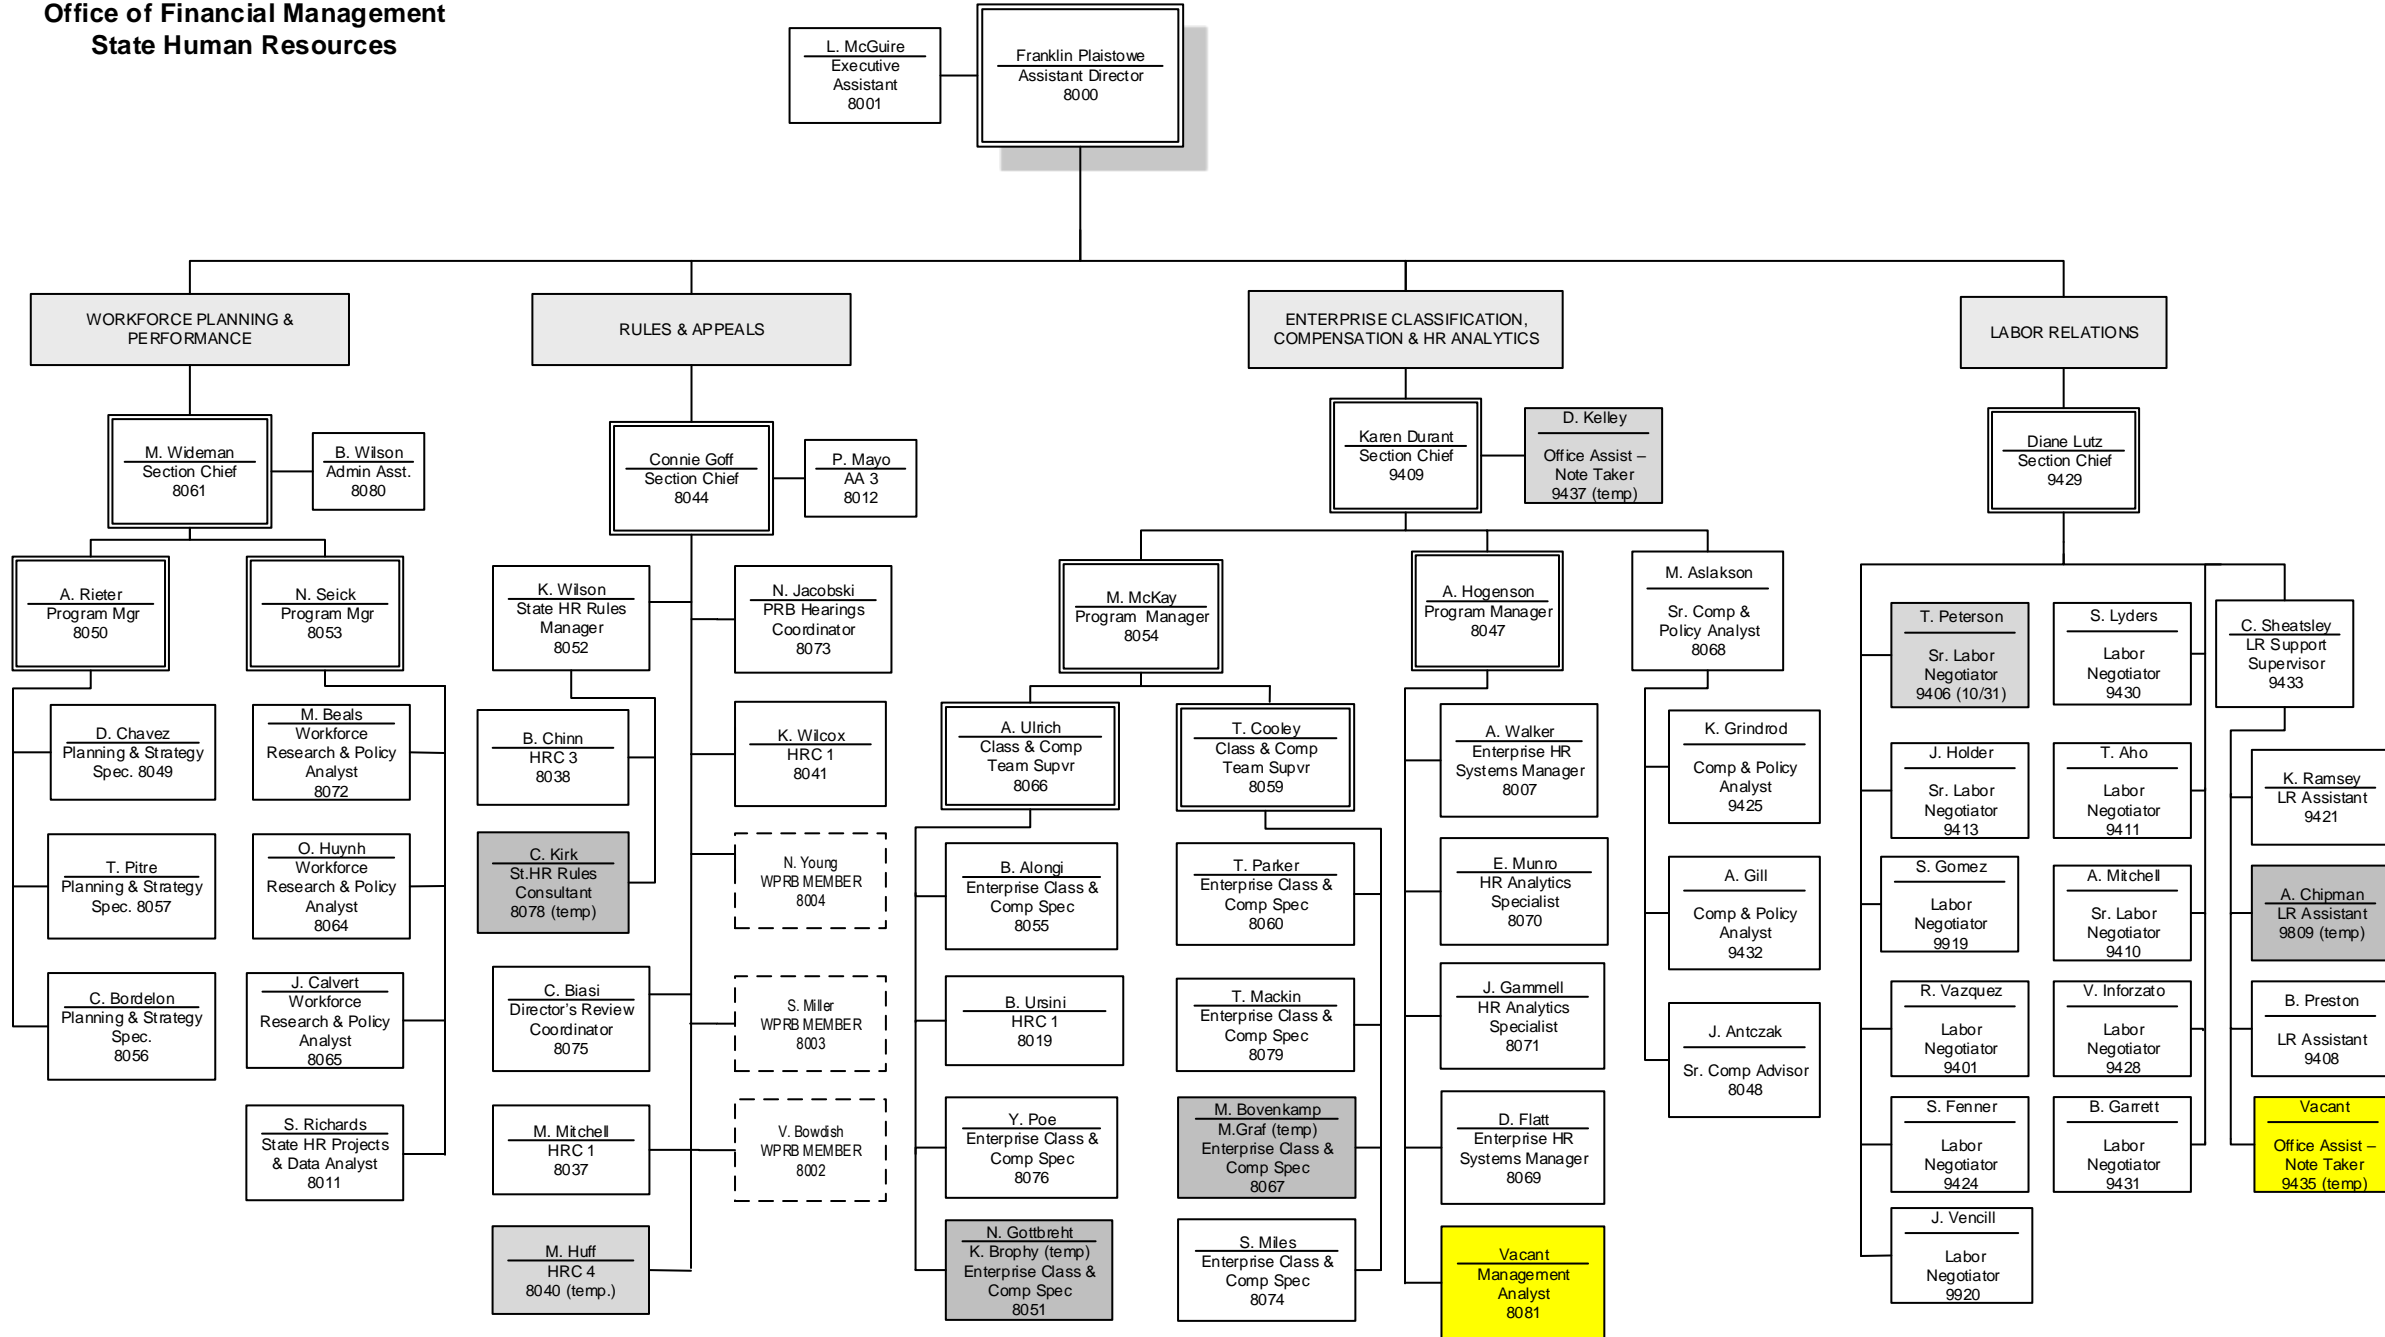 Office of Financial Management
State Human Resources
L. McGuire
Executive
Assistant
8001
Franklin Plaistowe
Assistant Director
8000
WORKFORCE PLANNING &
PERFORMANCE
RULES & APPEALS
ENTERPRISE CLASSIFICATION,
COMPENSATION & HR ANALYTICS
LABOR RELATIONS
M. Wideman
Section Chief
8061
B. Wilson
Admin Asst.
8080
A. Rieter
Program Mgr
8050
N. Seick
Program Mgr
8053
D. Chavez
Planning & Strategy
Spec. 8049
T. Pitre
Planning & Strategy
Spec. 8057
C. Bordelon
Planning & Strategy
Spec.
8056
M. Beals
Workforce
Research & Policy
Analyst
8072
O. Huynh
Workforce
Research & Policy
Analyst
8064
J. Calvert
Workforce
Research & Policy
Analyst
8065
S. Richards
State HR Projects
& Data Analyst
8011
Connie Goff
Section Chief
8044
P. Mayo
AA 3
8012
K. Wilson
State HR Rules
Manager
8052
B. Chinn
HRC 3
8038
C. Kirk
St.HR Rules
Consultant
8078 (temp)
C. Biasi
Director's Review
Coordinator
8075
M. Mitchell
HRC 1
8037
M. Huff
HRC 4
8040 (temp.)
N. Jacobski
PRB Hearings
Coordinator
8073
K. Wilcox
HRC 1
8041
N. Young
WPRB MEMBER
8004
S. Miller
WPRB MEMBER
8003
V. Bowdish
WPRB MEMBER
8002
Karen Durant
Section Chief
9409
D. Kelley
Office Assist –
Note Taker
9437 (temp)
M. McKay
Program Manager
8054
A. Ulrich
Class & Comp
Team Supvr
8066
B. Alongi
Enterprise Class &
Comp Spec
8055
B. Ursini
HRC 1
8019
Y. Poe
Enterprise Class &
Comp Spec
8076
N. Gottbreht
K. Brophy (temp)
Enterprise Class &
Comp Spec
8051
T. Cooley
Class & Comp
Team Supvr
8059
T. Parker
Enterprise Class &
Comp Spec
8060
T. Mackin
Enterprise Class &
Comp Spec
8079
M. Bovenkamp
M.Graf (temp)
Enterprise Class &
Comp Spec
8067
S. Miles
Enterprise Class &
Comp Spec
8074
A. Hogenson
Program Manager
8047
A. Walker
Enterprise HR
Systems Manager
8007
E. Munro
HR Analytics
Specialist
8070
J. Gammell
HR Analytics
Specialist
8071
D. Flatt
Enterprise HR
Systems Manager
8069
Vacant
Management
Analyst
8081
M. Aslakson
Sr. Comp &
Policy Analyst
8068
K. Grindrod
Comp & Policy
Analyst
9425
A. Gill
Comp & Policy
Analyst
9432
J. Antczak
Sr. Comp Advisor
8048
Diane Lutz
Section Chief
9429
T. Peterson
Sr. Labor
Negotiator
9406 (10/31)
J. Holder
Sr. Labor
Negotiator
9413
S. Gomez
Labor
Negotiator
9919
R. Vazquez
Labor
Negotiator
9401
S. Fenner
Labor
Negotiator
9424
J. Vencill
Labor
Negotiator
9920
S. Lyders
Labor
Negotiator
9430
T. Aho
Labor
Negotiator
9411
A. Mitchell
Sr. Labor
Negotiator
9410
V. Inforzato
Labor
Negotiator
9428
B. Garrett
Labor
Negotiator
9431
C. Sheatsley
LR Support
Supervisor
9433
K. Ramsey
LR Assistant
9421
A. Chipman
LR Assistant
9809 (temp)
B. Preston
LR Assistant
9408
Vacant
Office Assist –
Note Taker
9435 (temp)